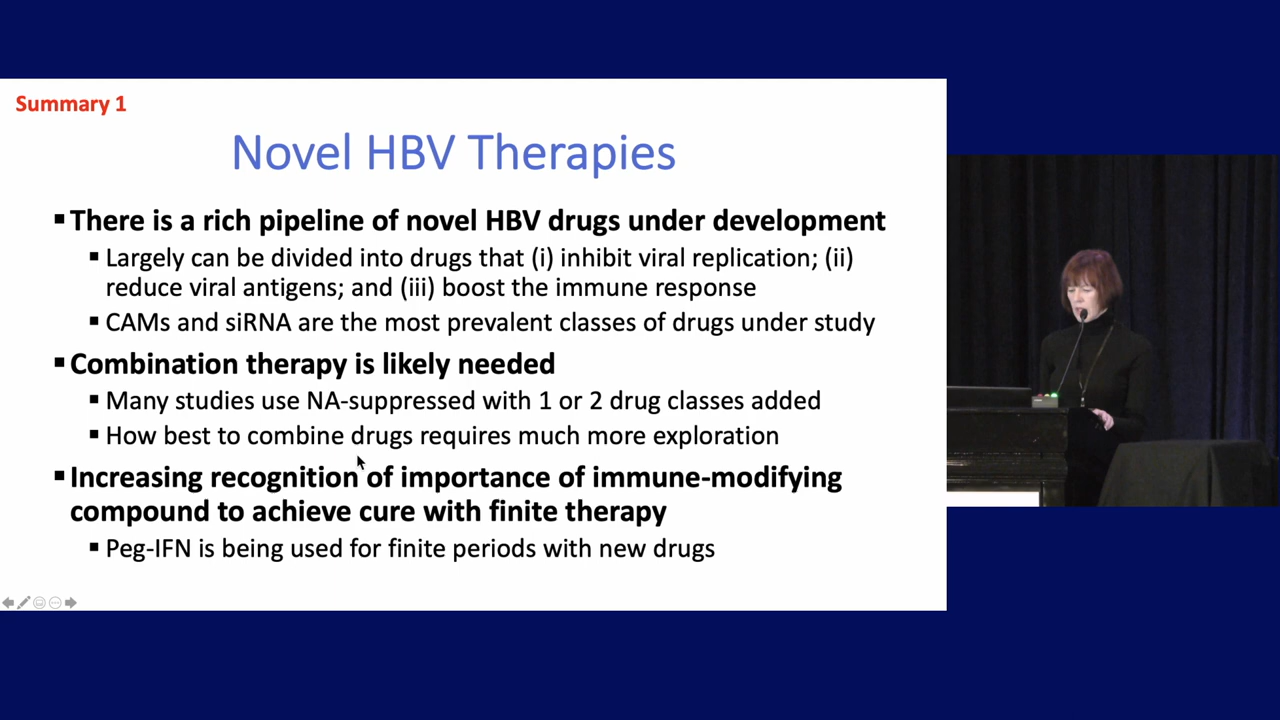 Summary 1
Novel HBV Therapies
▪There is a rich pipeline of novel HBV drugs under development
▪Largely can be divided into drugs that (i) inhibit viral replication; (ii)
reduce viral antigens; and (iii) boost the immune response
▪CAMs and siRNA are the most prevalent classes of drugs under study
▪Combination therapy is likely needed
▪Many studies use NA-suppressed with 1 or 2 drug classes added
▪How best to combine drugs requires much more exploration
▪Increasing recognition of importance of immune-modifying
compound to achieve cure with finite therapy
▪Peg-IFN is being used for finite periods with new drugs